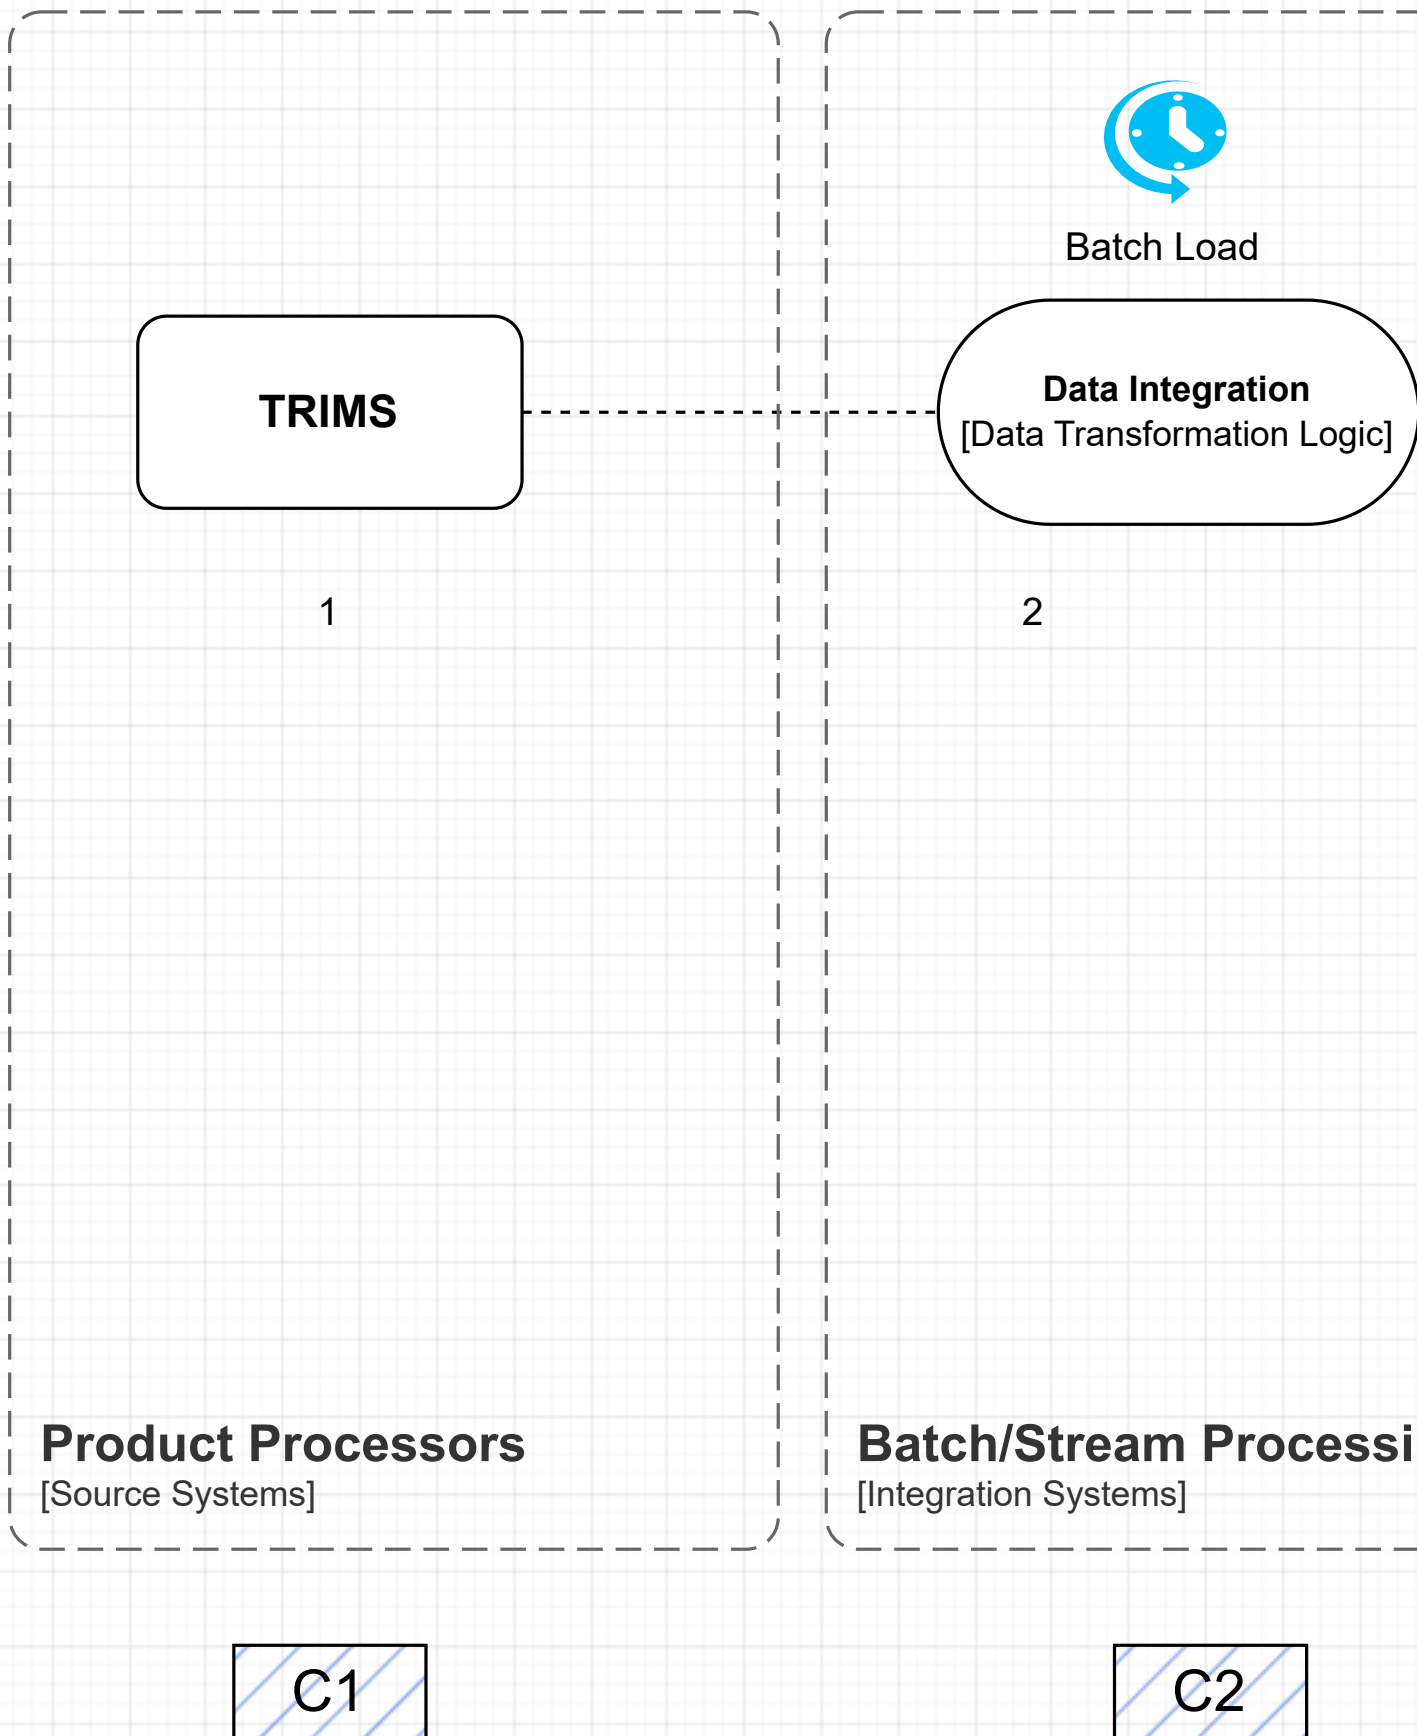 Batch Load
TRIMS
Data Integration
[Data Transformation Logic]
1
2
Product Processors
[Source Systems]
Batch/Stream Processi
[Integration Systems]
C1
C2